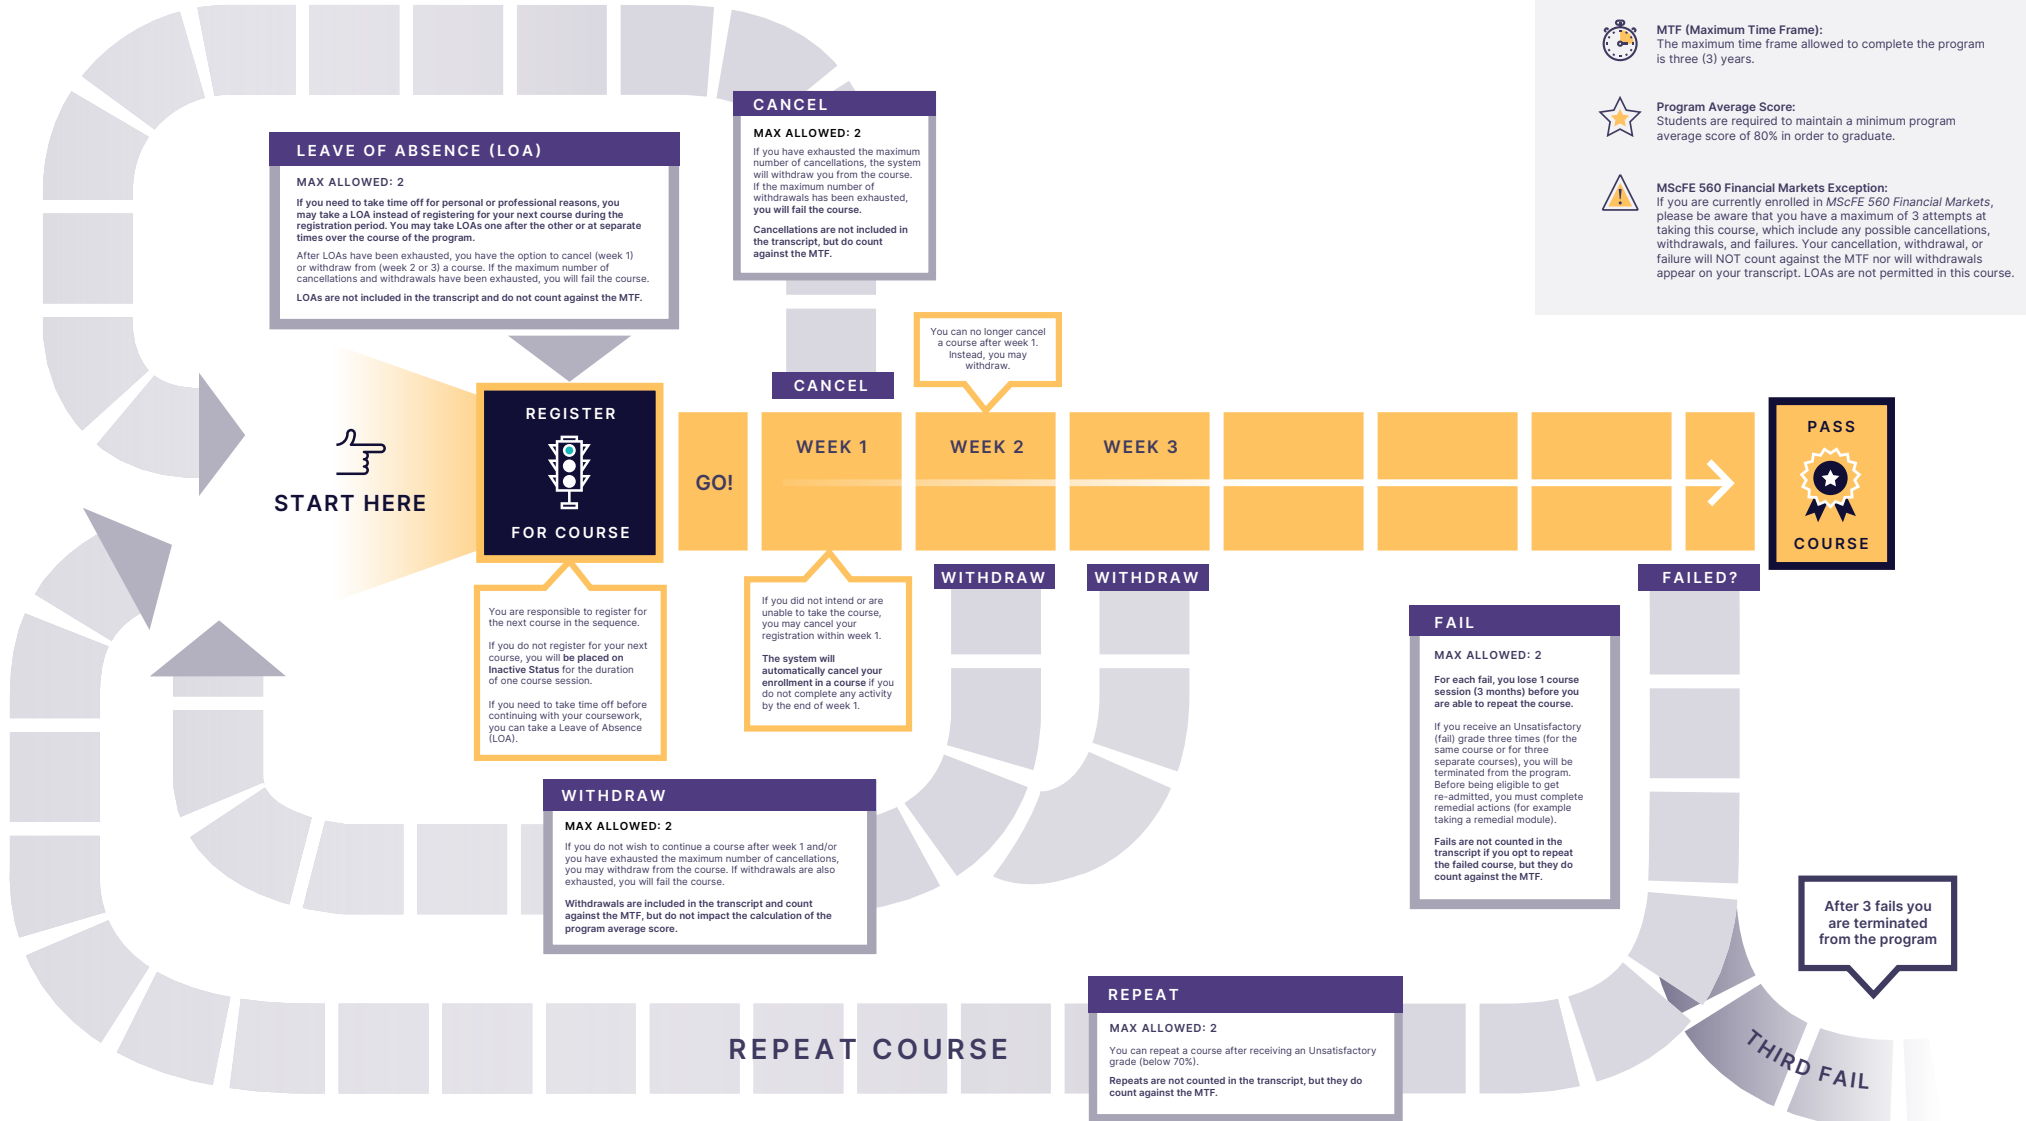 MTF (Maximum Time Frame):
The maximum time frame allowed to complete the program
is three (3) years.
Program Average Score:
Students are required to maintain a minimum program
average score of 80% in order to graduate.
MScFE 560 Financial Markets Exception:
If you are currently enrolled in MScFE 560 Financial Markets,
please be aware that you have a maximum of 3 attempts at
taking this course, which include any possible cancellations,
withdrawals, and failures. Your cancellation, withdrawal, or
failure will NOT count against the MTF nor will withdrawals
appear on your transcript. LOAs are not permitted in this course.
CANCEL
MAX ALLOWED: 2
If you have exhausted the maximum
number of cancellations, the system
will withdraw you from the course.
If the maximum number of
withdrawals has been exhausted,
you will fail the course.
Cancellations are not included in
the transcript, but do count
against the MTF.
LEAVE OF ABSENCE (LOA)
MAX ALLOWED: 2
If you need to take time off for personal or professional reasons, you
may take a LOA instead of registering for your next course during the
registration period. You may take LOAs one after the other or at separate
times over the course of the program.
After LOAs have been exhausted, you have the option to cancel (week 1)
or withdraw from (week 2 or 3) a course. If the maximum number of
cancellations and withdrawals have been exhausted, you will fail the course.
LOAs are not included in the transcript and do not count against the MTF.
You can no longer cancel
a course after week 1.
Instead, you may
withdraw.
CANCEL
START HERE
REGISTER
FOR COURSE
GO!
WEEK 1
WEEK 2
WEEK 3
PASS
COURSE
WITHDRAW
WITHDRAW
FAILED?
You are responsible to register for
the next course in the sequence.
If you do not register for your next
course, you will be placed on
Inactive Status for the duration
of one course session.
If you need to take time off before
continuing with your coursework,
you can take a Leave of Absence
(LOA).
If you did not intend or are
unable to take the course,
you may cancel your
registration within week 1.
The system will
automatically cancel your
enrollment in a course if you
do not complete any activity
by the end of week 1.
FAIL
MAX ALLOWED: 2
For each fail, you lose 1 course
session (3 months) before you
are able to repeat the course.
If you receive an Unsatisfactory
(fail) grade three times (for the
same course or for three
separate courses), you will be
terminated from the program.
Before being eligible to get
re-admitted, you must complete
remedial actions (for example
taking a remedial module).
Fails are not counted in the
transcript if you opt to repeat
the failed course, but they do
count against the MTF.
WITHDRAW
MAX ALLOWED: 2
If you do not wish to continue a course after week 1 and/or
you have exhausted the maximum number of cancellations,
you may withdraw from the course. If withdrawals are also
exhausted, you will fail the course.
Withdrawals are included in the transcript and count
against the MTF, but do not impact the calculation of the
program average score.
After 3 fails you
are terminated
from the program
REPEAT COURSE
REPEAT
MAX ALLOWED: 2
You can repeat a course after receiving an Unsatisfactory
grade (below 70%).
Repeats are not counted in the transcript, but they do
count against the MTF.
THIRD FAIL